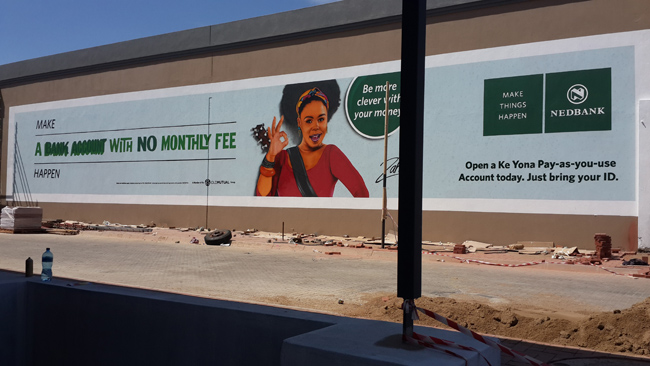 MAKE
A BANK ACCOUNT WITH NO MONTHLY FEE
HAPPEN
OLDMUTUAL
Be more
clever with
your money
MAKE
THINGS
HAPPEN
NEDBANK
Open a Ke Yona Pay-as-you-use
Account today. Just bring your ID.